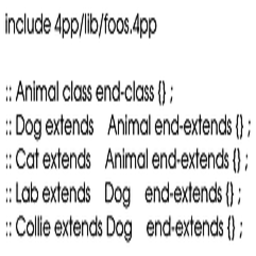 include 4pp/lib/foos.4pp
:: Animal class end-class {} ;
:: Dog extends Animal end-extends {} ;
:: Cat extends Animal end-extends {} ;
:: Lab extends Dog end-extends {} ;
:: Collie extends Dog end-extends {} ;